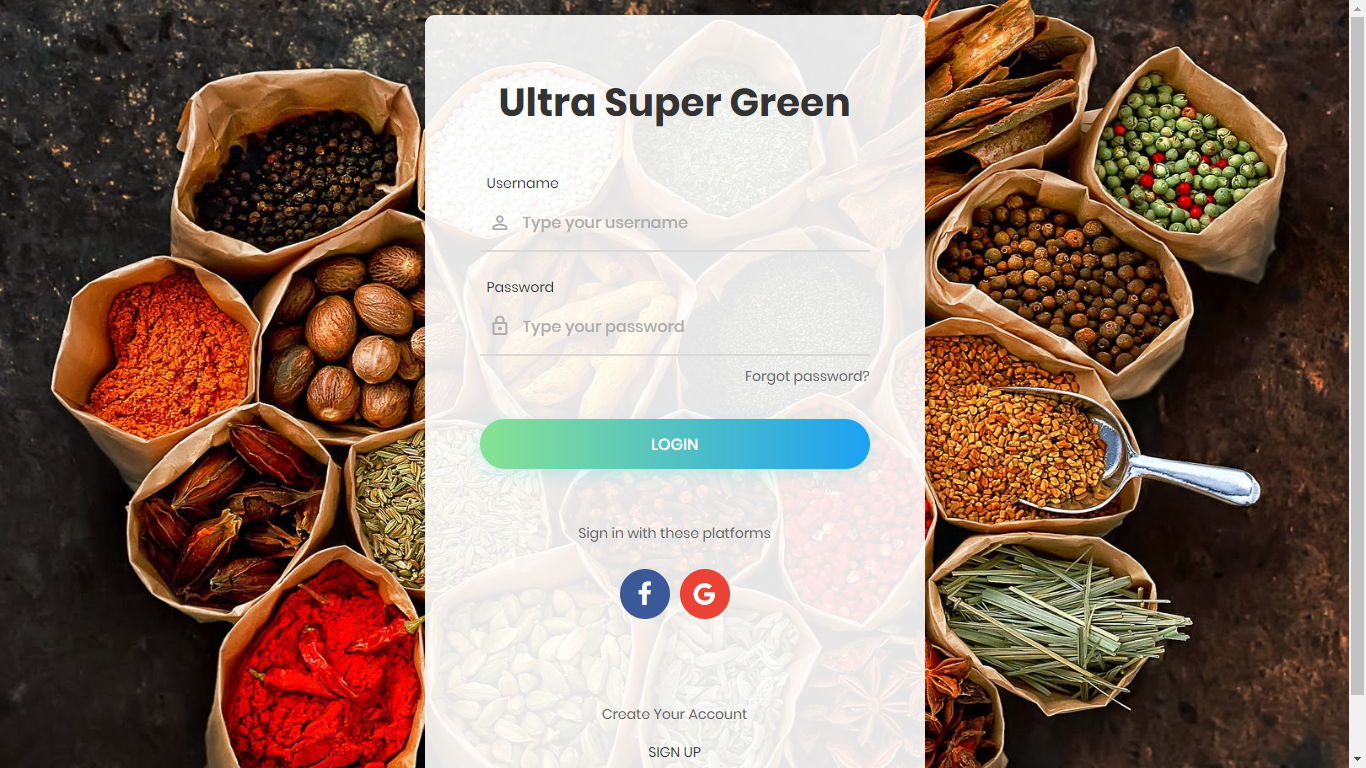 Ultra Super Green
Username
Type your username
Password
Type your password
Forgot password?
LOGIN
Sign in with these platforms
f G
Create Your Account
SIGN UP